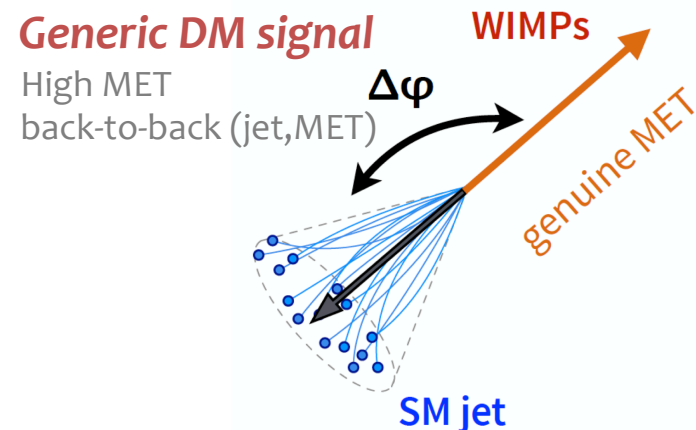 Generic DM signal
High MET
back-to-back (jet,MET)
WIMPs
Δφ
genuine MET
SM jet